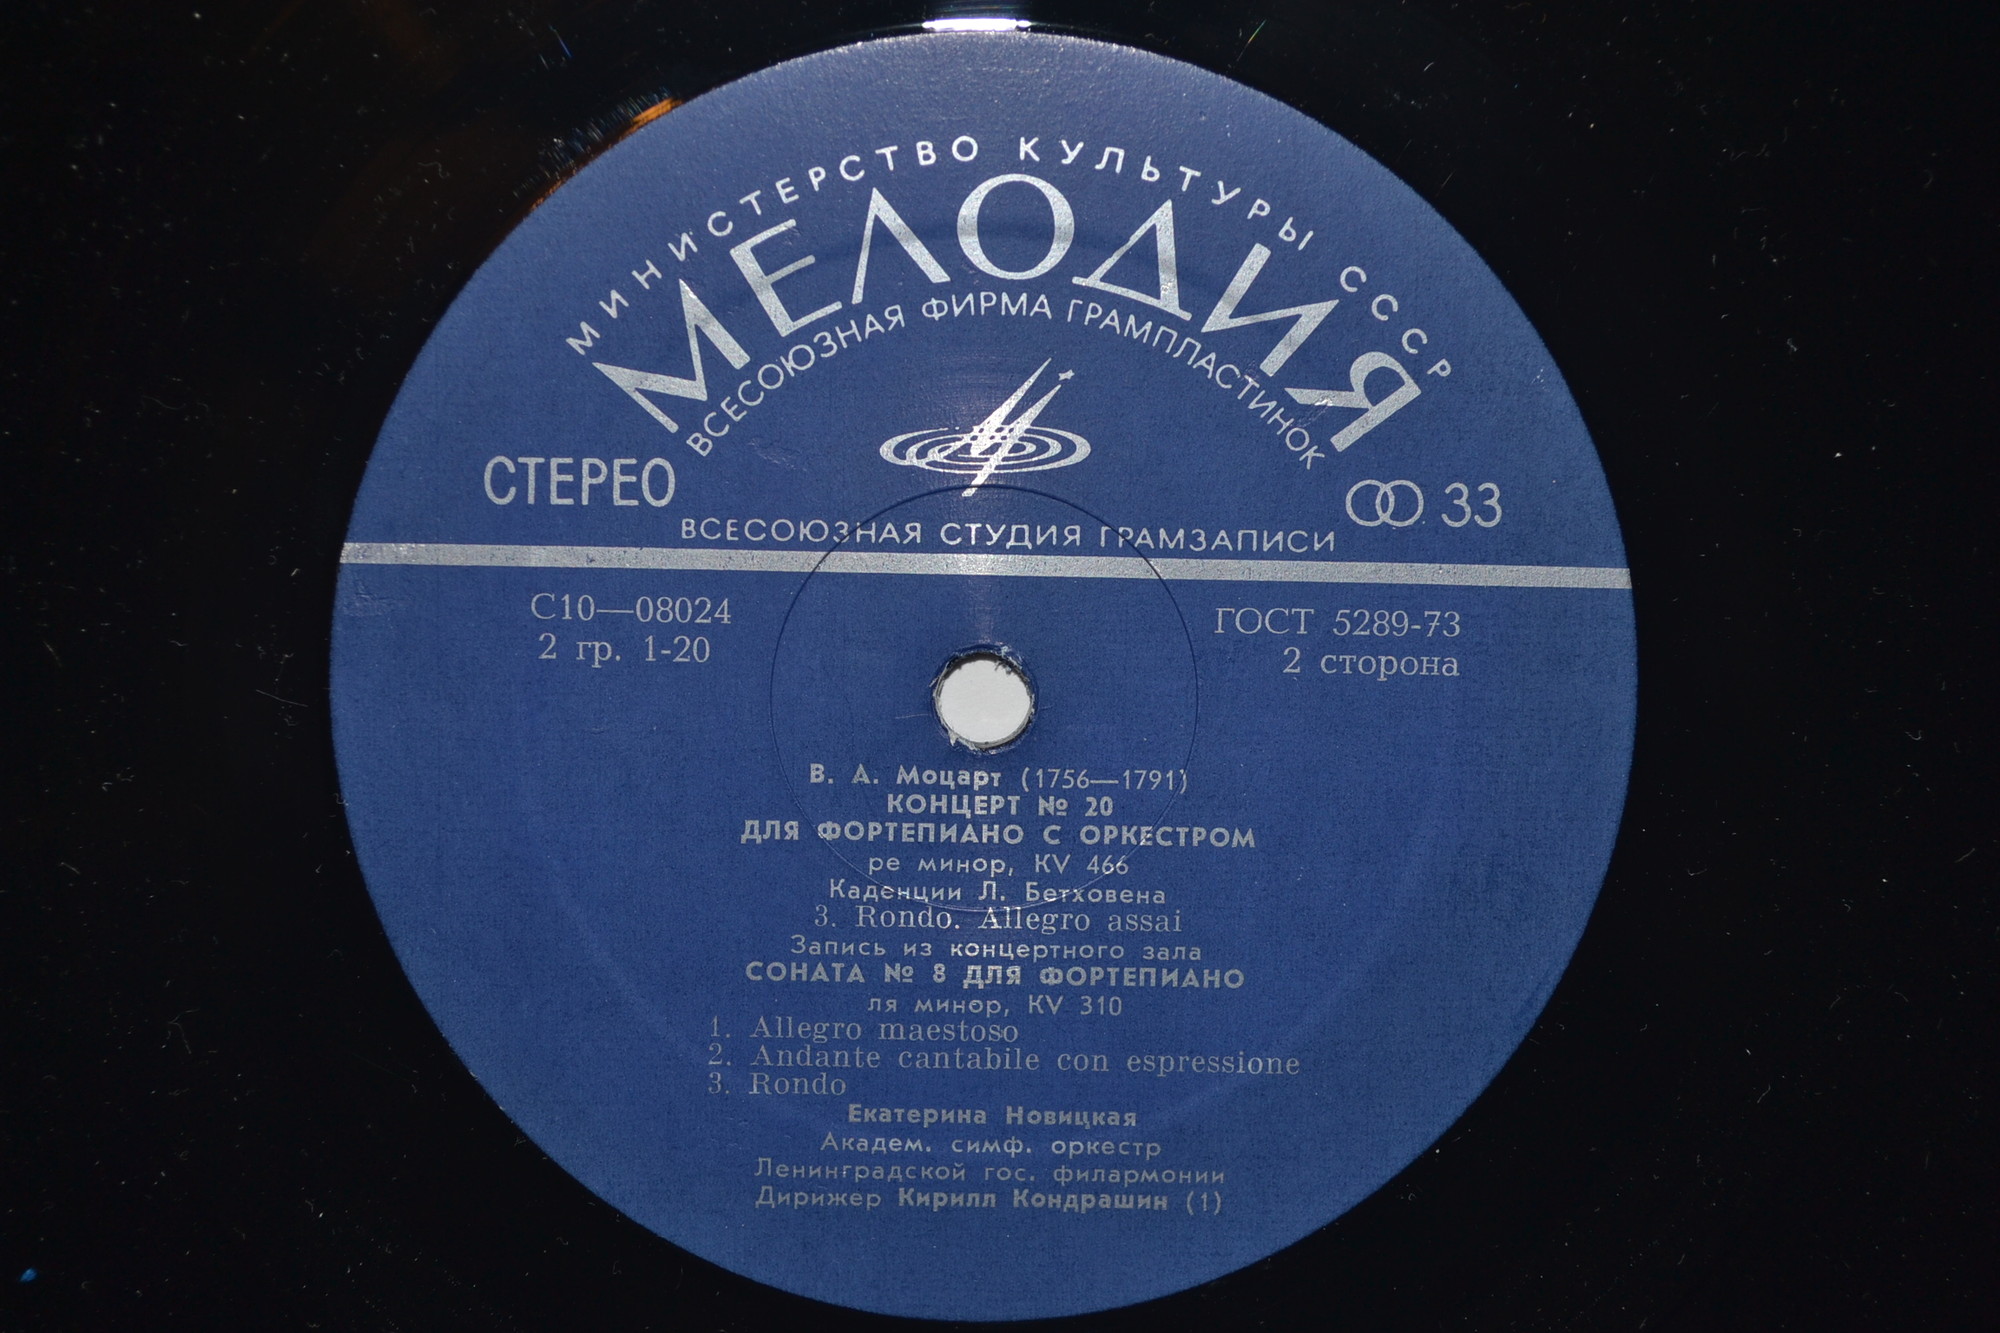 МИНИСТЕРСТВО КУЛЬТУРЫ СССР
МЕЛОДИЯ
ВСЕСОЮЗНАЯ ФИРМА ГРАМПЛАСТИНОК
СТЕРЕО
33
ВСЕСОЮЗНАЯ СТУДИЯ ГРАМЗАПИСИ
С10—08024
ГОСТ 5289-73
2 гр. 1-20
2 сторона
В. А. Моцарт (1756—1791)
КОНЦЕРТ № 20
ДЛЯ ФОРТЕПИАНО С ОРКЕСТРОМ
ре минор, KV 466
Каденции Л. Бетховена
3. Rondo. Allegro assai
Запись из концертного зала
СОНАТА № 8 ДЛЯ ФОРТЕПИАНО
ля минор, KV 310
1. Allegro maestoso
2. Andante cantabile con espressione
3. Rondo
Екатерина Новицкая
Академ. симф. оркестр
Ленинградской гос. филармонии
Дирижер Кирилл Кондрашин (1)